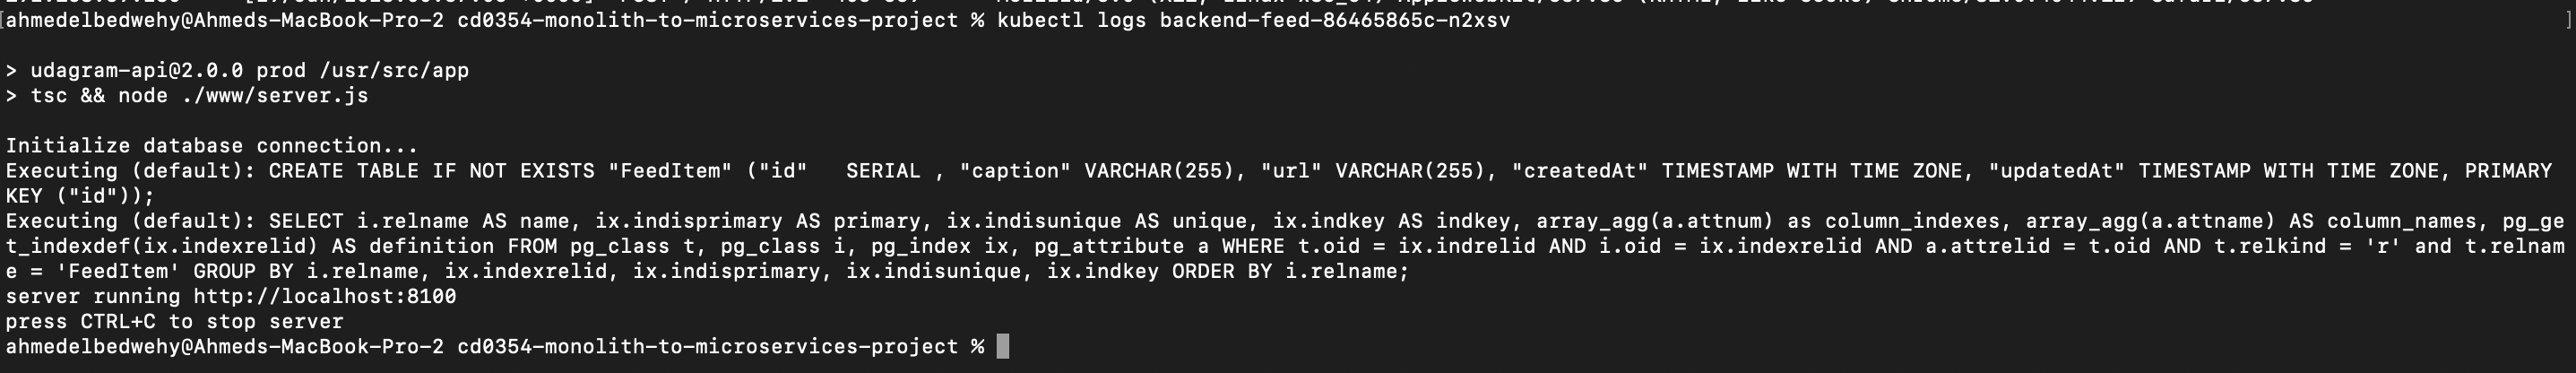 [ahmedelbedwehy@Ahmeds-MacBook-Pro-2 cd0354-monolith-to-microservices-project % kubectl logs backend-feed-86465865c-n2xsv ]
> udagram-api@2.0.0 prod /usr/src/app
> tsc && node ./www/server.js
Initialize database connection...
Executing (default): CREATE TABLE IF NOT EXISTS "FeedItem" ("id"   SERIAL , "caption" VARCHAR(255), "url" VARCHAR(255), "createdAt" TIMESTAMP WITH TIME ZONE, "updatedAt" TIMESTAMP WITH TIME ZONE, PRIMARY
KEY ("id"));
Executing (default): SELECT i.relname AS name, ix.indisprimary AS primary, ix.indisunique AS unique, ix.indkey AS indkey, array_agg(a.attnum) as column_indexes, array_agg(a.attname) AS column_names, pg_ge
t_indexdef(ix.indexrelid) AS definition FROM pg_class t, pg_class i, pg_index ix, pg_attribute a WHERE t.oid = ix.indrelid AND i.oid = ix.indexrelid AND a.attrelid = t.oid AND t.relkind = 'r' and t.relnam
e = 'FeedItem' GROUP BY i.relname, ix.indexrelid, ix.indisprimary, ix.indisunique, ix.indkey ORDER BY i.relname;
server running http://localhost:8100
press CTRL+C to stop server
ahmedelbedwehy@Ahmeds-MacBook-Pro-2 cd0354-monolith-to-microservices-project %